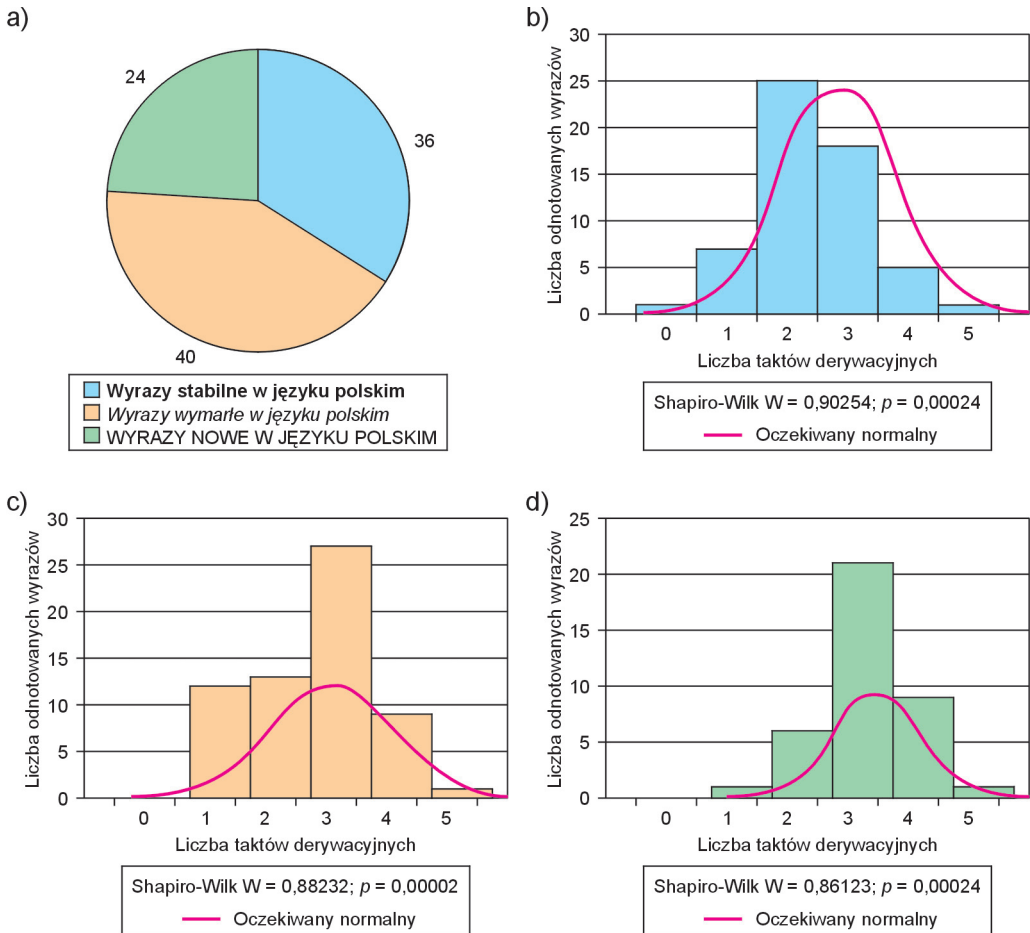 a)
24
36
40
Wyrazy stabilne w języku polskim
Wyrazy wymarłe w języku polskim
WYRAZY NOWE W JĘZYKU POLSKIM
b)
Liczba odnotowanych wyrazów
30
25
20
15
10
5
0
0 1 2 3 4 5
Liczba taktów derywacyjnych
Shapiro-Wilk W = 0,90254; p = 0,00024
Oczekiwany normalny
c)
Liczba odnotowanych wyrazów
30
25
20
15
10
5
0
0 1 2 3 4 5
Liczba taktów derywacyjnych
Shapiro-Wilk W = 0,88232; p = 0,00002
Oczekiwany normalny
d)
Liczba odnotowanych wyrazów
25
20
15
10
5
0
0 1 2 3 4 5
Liczba taktów derywacyjnych
Shapiro-Wilk W = 0,86123; p = 0,00024
Oczekiwany normalny